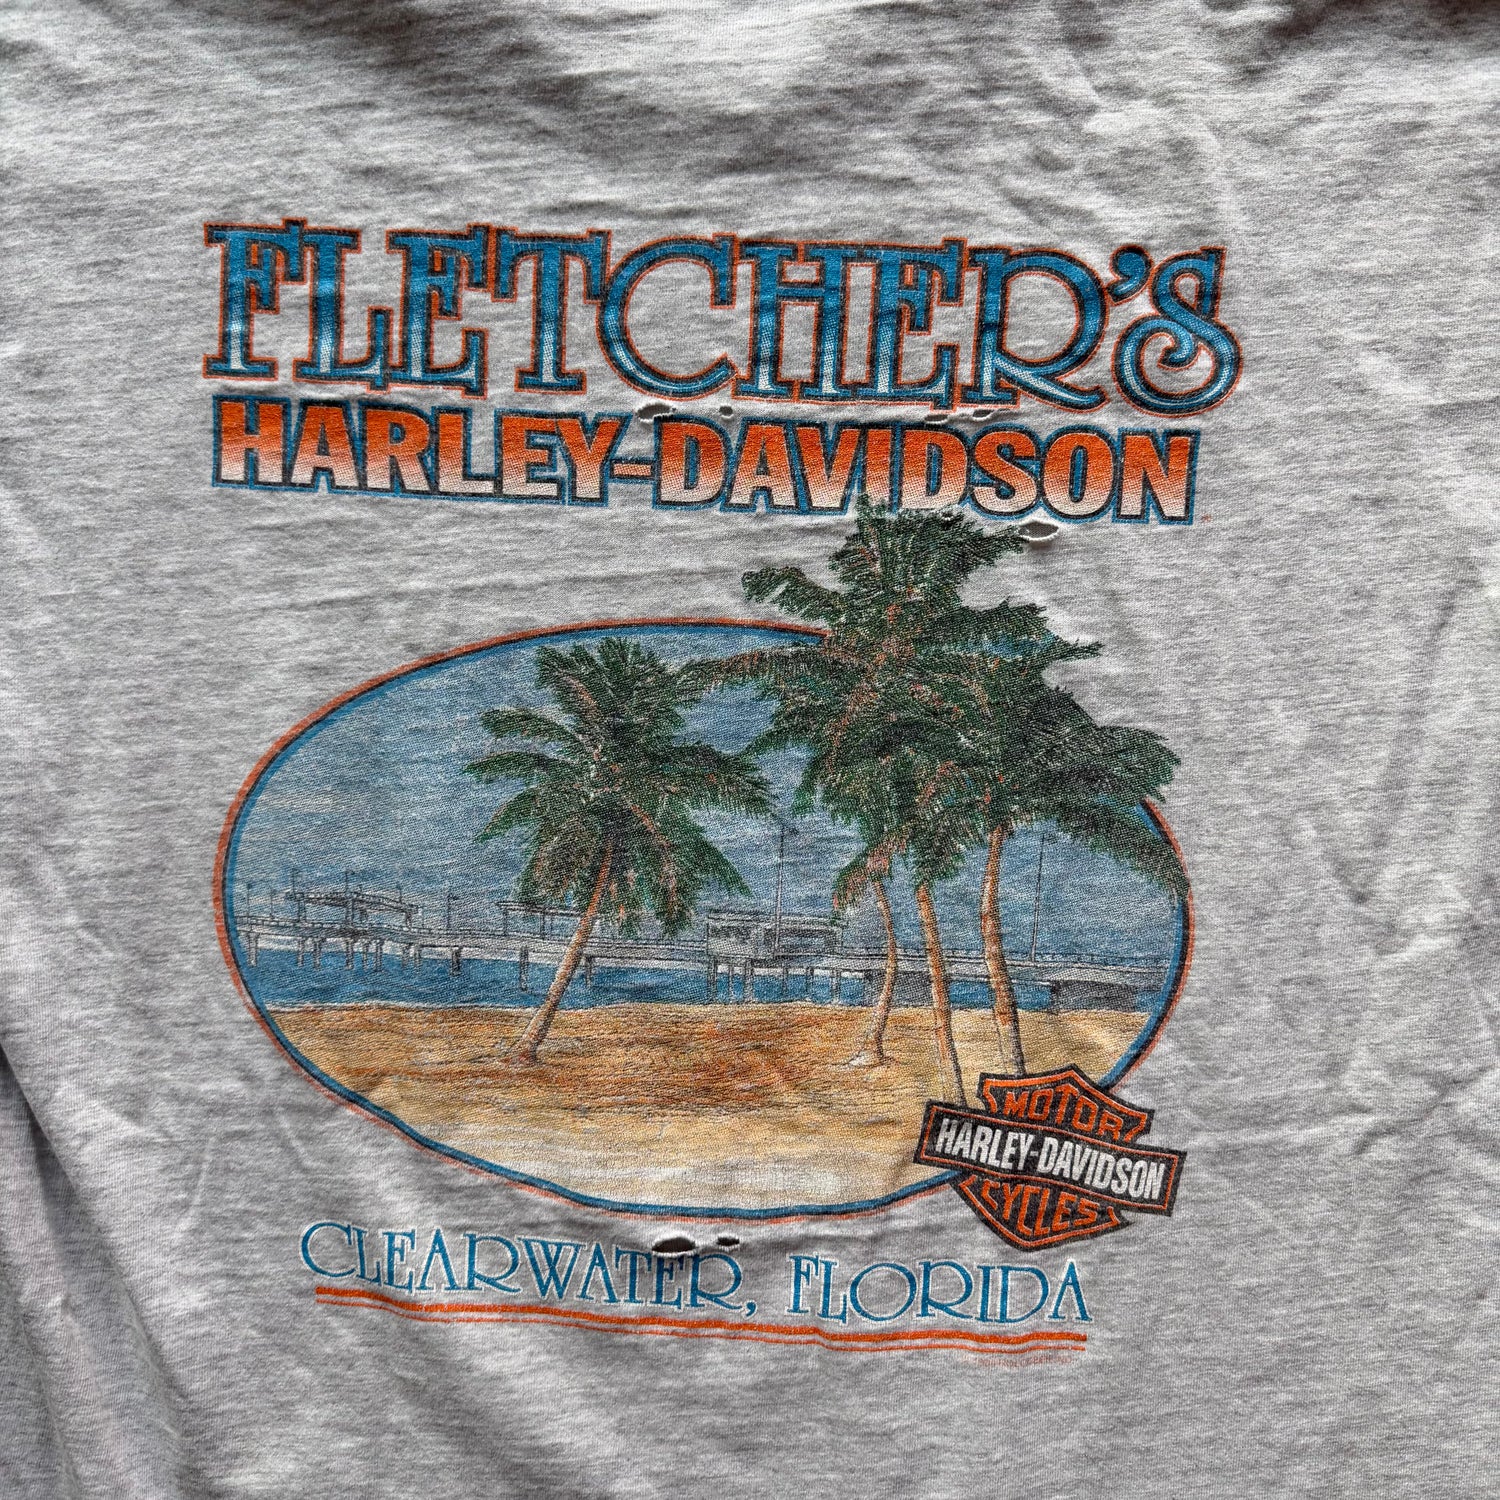 FLETCHER'S
HARLEY-DAVIDSON
MOTOR
HARLEY-DAVIDSON
CYCLES
CLEARWATER, FLORIDA